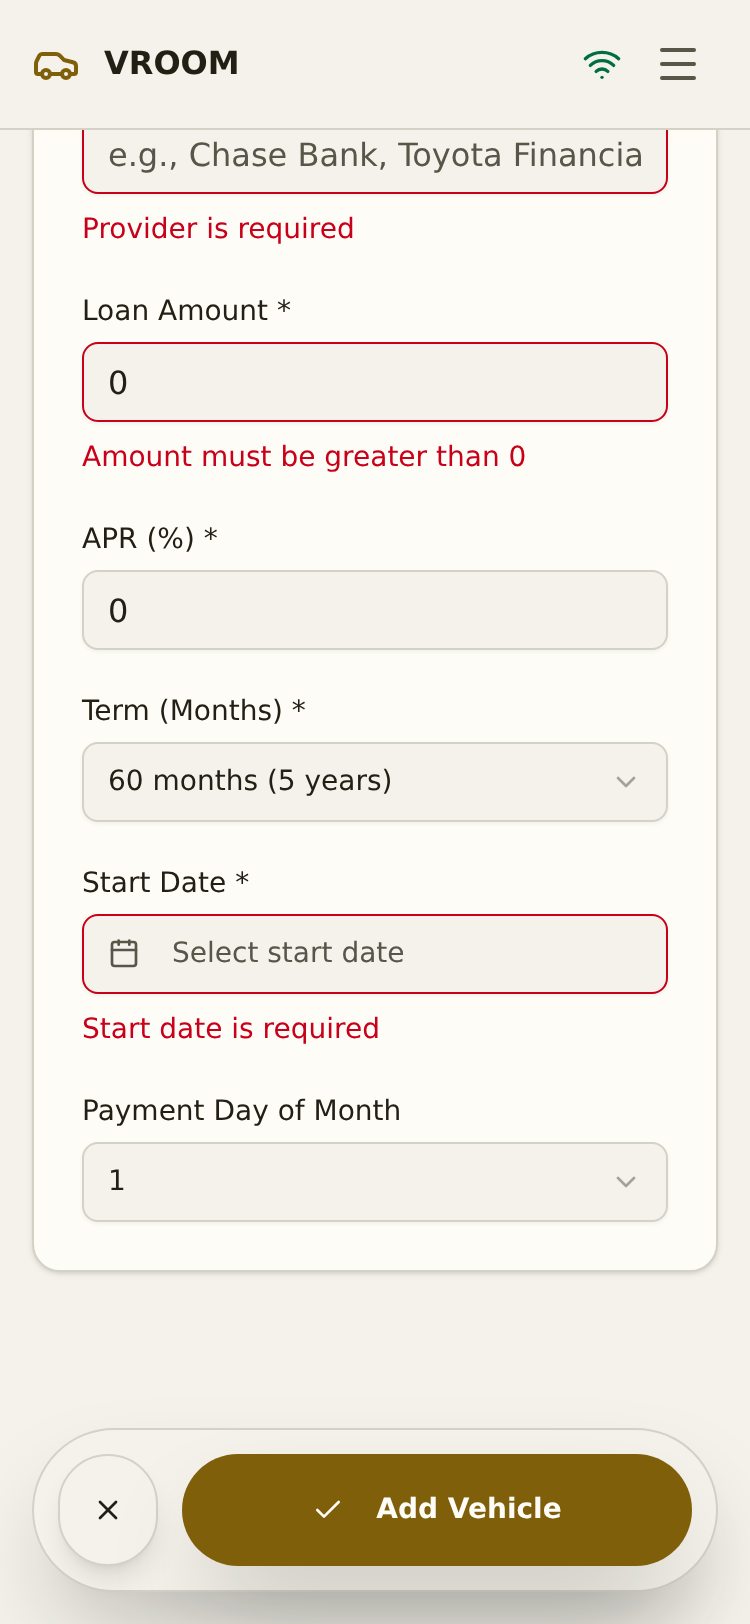 VROOM
e.g., Chase Bank, Toyota Financia
Provider is required
Loan Amount *
0
Amount must be greater than 0
APR (%) *
0
Term (Months) *
60 months (5 years)
Start Date *
Select start date
Start date is required
Payment Day of Month
1
Add Vehicle